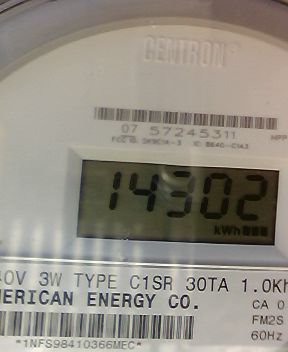 CENTRON®
07 57245311
14302
kWh
40V 3W TYPE C1SR 30TA 1.0Kh
MERICAN ENERGY CO.
CA 0
FM2S
60Hz
*1NFS98410366MEC*